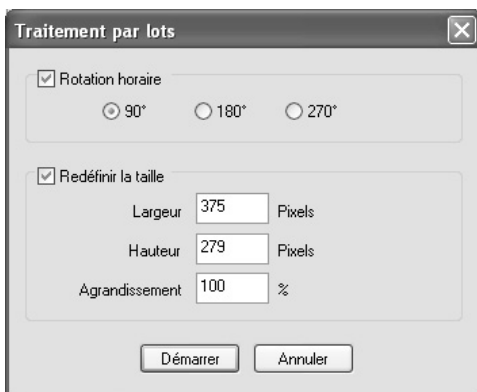 Traitement par lots
Rotation horaire
90° 180° 270°
Redéfinir la taille
Largeur 375 Pixels
Hauteur 279 Pixels
Agrandissement 100 %
Démarrer Annuler